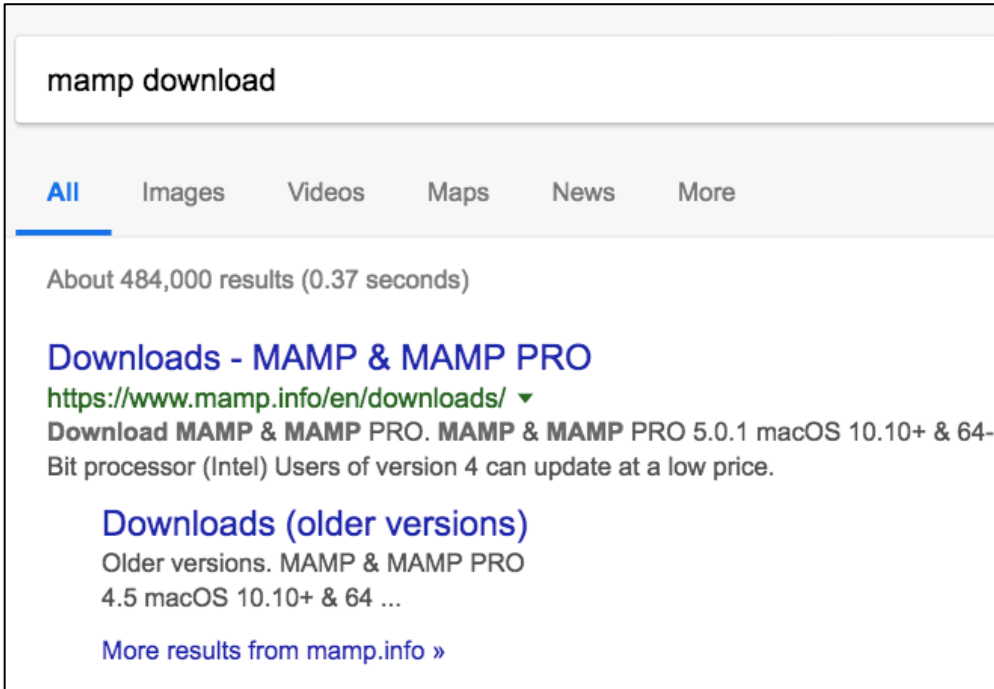 mamp download
All Images Videos Maps News More
About 484,000 results (0.37 seconds)
Downloads - MAMP & MAMP PRO
https://www.mamp.info/en/downloads/
Download MAMP & MAMP PRO. MAMP & MAMP PRO 5.0.1 macOS 10.10+ & 64-
Bit processor (Intel) Users of version 4 can update at a low price.
Downloads (older versions)
Older versions. MAMP & MAMP PRO
4.5 macOS 10.10+ & 64 ...
More results from mamp.info »